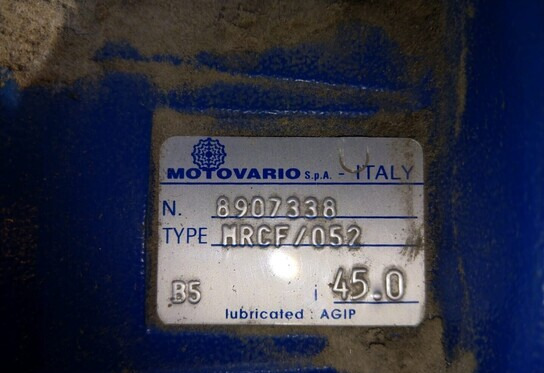 MOTOVARIO S.p.A. - ITALY
N. 8907338
TYPE MRCF/052
B5 i 45.0
lubricated : AGIP